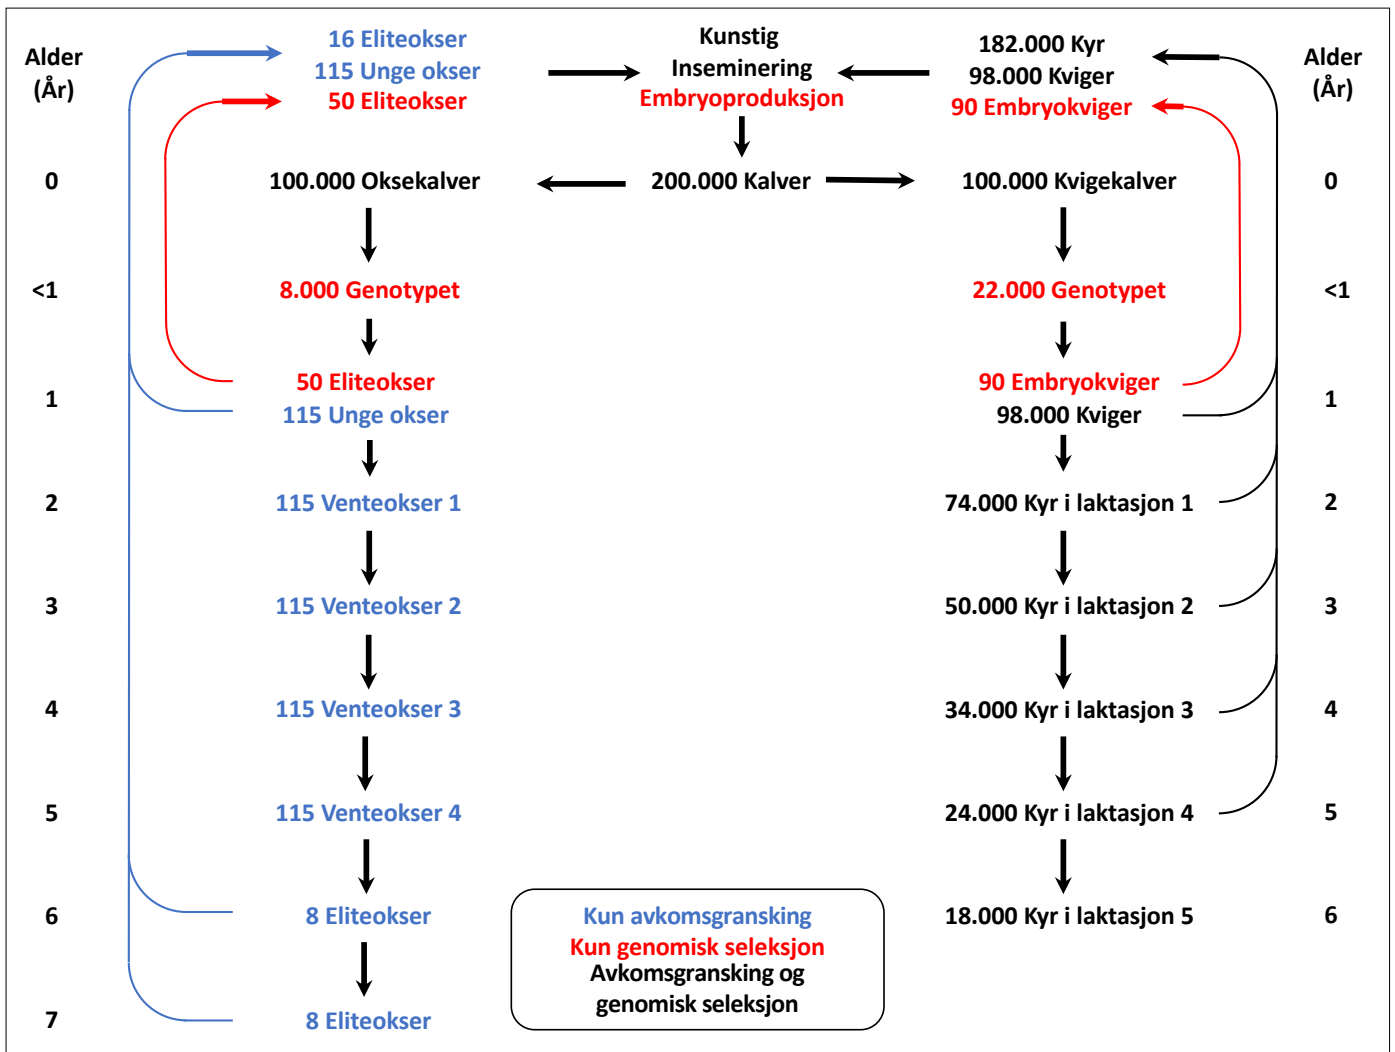 Alder
(År)
16 Eliteokser
115 Unge okser
50 Eliteokser
Kunstig
Inseminering
Embryoproduksjon
182.000 Kyr
98.000 Kviger
90 Embryokviger
Alder
(År)
0
100.000 Oksekalver
200.000 Kalver
100.000 Kvigekalver
0
<1
8.000 Genotypet
22.000 Genotypet
<1
1
50 Eliteokser
115 Unge okser
90 Embryokviger
98.000 Kviger
1
2
115 Venteokser 1
74.000 Kyr i laktasjon 1
2
3
115 Venteokser 2
50.000 Kyr i laktasjon 2
3
4
115 Venteokser 3
34.000 Kyr i laktasjon 3
4
5
115 Venteokser 4
24.000 Kyr i laktasjon 4
5
6
8 Eliteokser
18.000 Kyr i laktasjon 5
6
Kun avkomsgransking
Kun genomisk seleksjon
Avkomsgransking og
genomisk seleksjon
7
8 Eliteokser